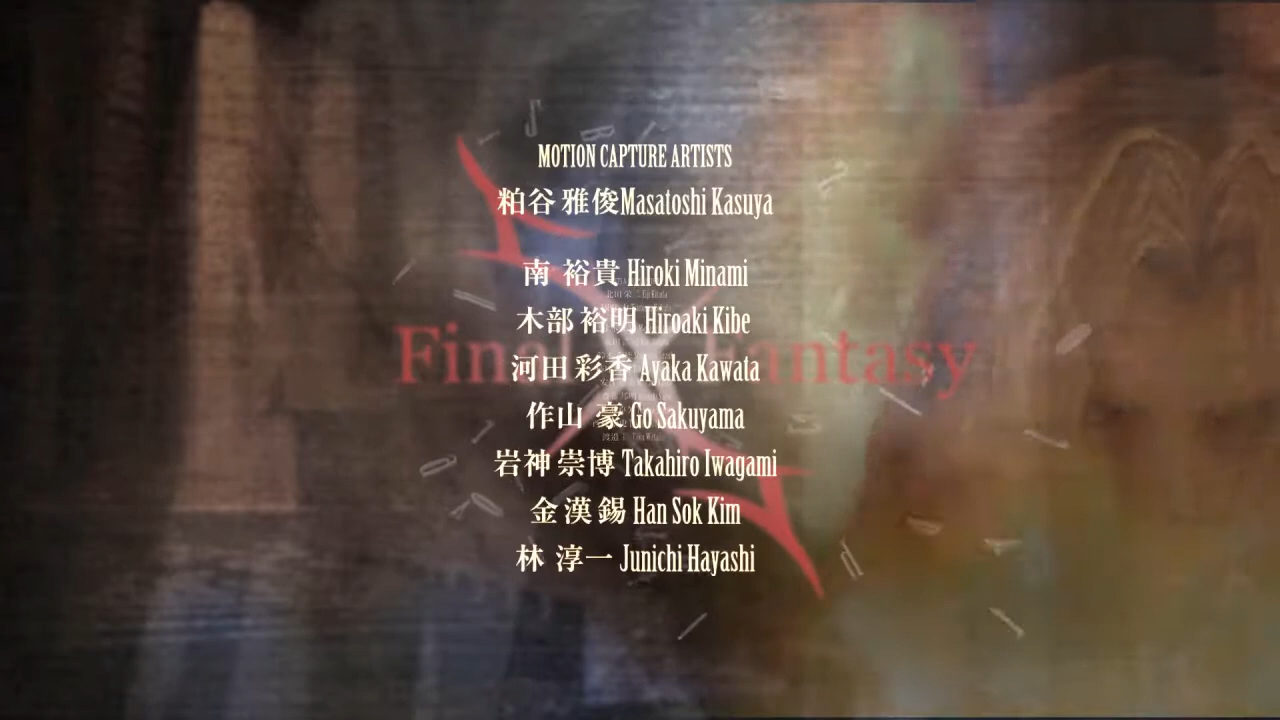 MOTION CAPTURE ARTISTS
粕谷 雅俊Masatoshi Kasuya
南 裕貴 Hiroki Minami
木部 裕明 Hiroaki Kibe
Final Fantasy
河田 彩香 Ayaka Kawata
作山 豪 Go Sakuyama
岩神 崇博 Takahiro Iwagami
金漢錫 Han Sok Kim
林 淳一 Junichi Hayashi